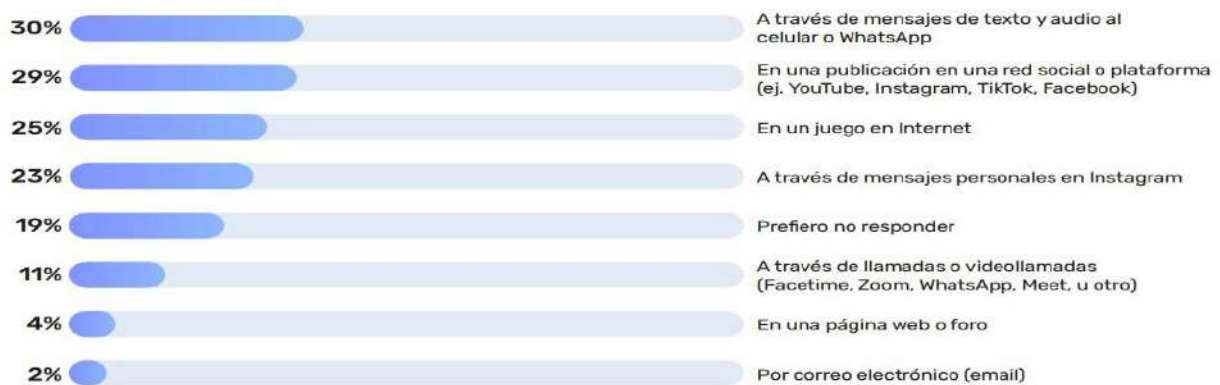 30%
A través de mensajes de texto y audio al
celular o WhatsApp
29%
En una publicación en una red social o plataforma
(ej. YouTube, Instagram, TikTok, Facebook)
25%
En un juego en Internet
23%
A través de mensajes personales en Instagram
19%
Prefiero no responder
11%
A través de llamadas o videollamadas
(Facetime, Zoom, WhatsApp, Meet, u otro)
4%
En una página web o foro
2%
Por correo electrónico (email)